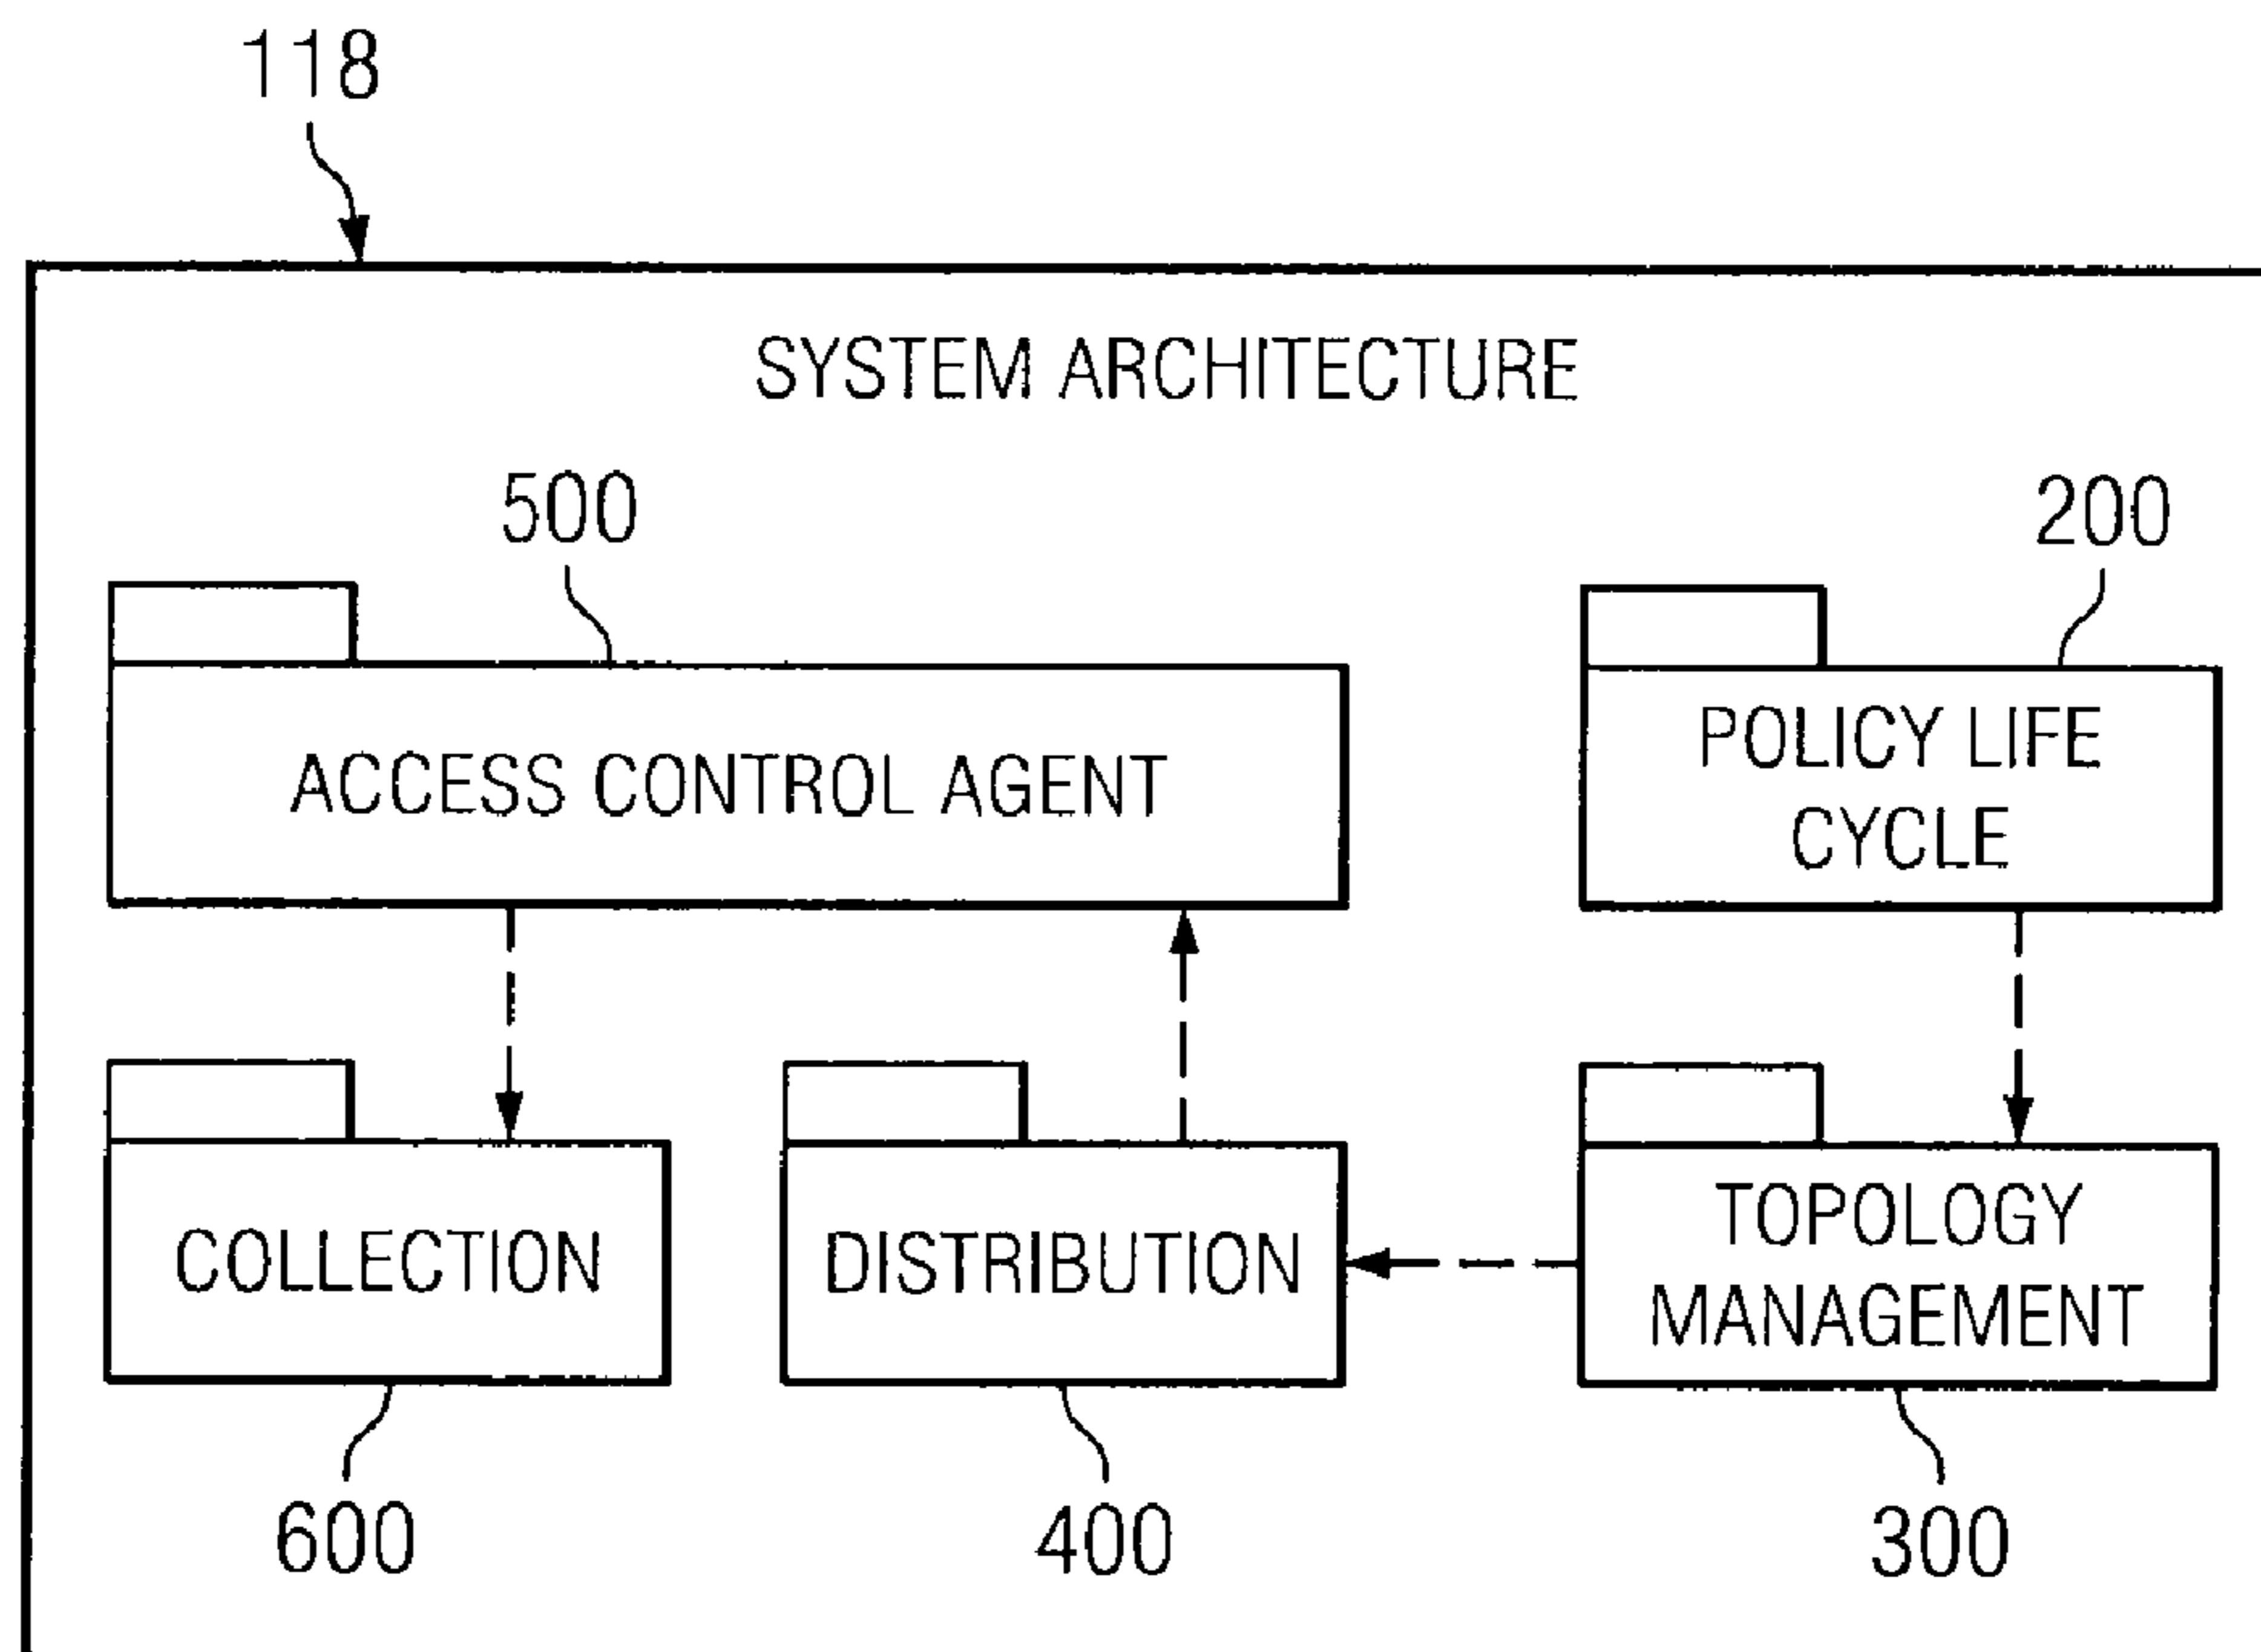 118
SYSTEM ARCHITECTURE
500
200
ACCESS CONTROL AGENT
POLICY LIFE
CYCLE
COLLECTION
DISTRIBUTION
TOPOLOGY
MANAGEMENT
600
400
300